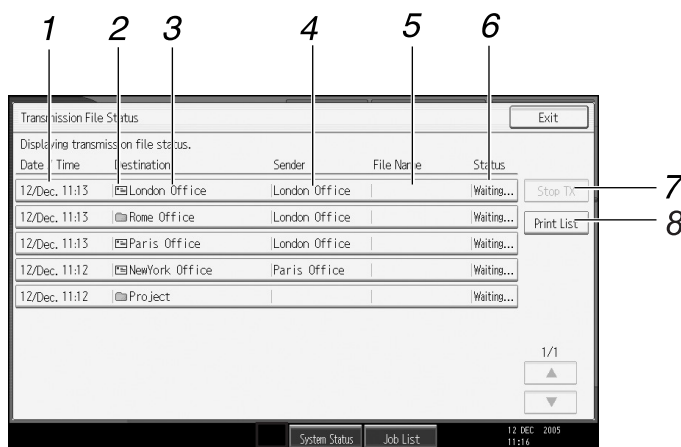 1 2 3 4 5 6
Transmission File Status Exit
Displaying transmission file status.
Date / Time Destination Sender File Name Status
12/Dec. 11:13 London Office London Office Waiting... Stop TX 7
12/Dec. 11:13 Rome Office London Office Waiting... Print List 8
12/Dec. 11:13 Paris Office London Office Waiting...
12/Dec. 11:12 NewYork Office Paris Office Waiting...
12/Dec. 11:12 Project Waiting...
1/1
System Status Job List 12 DEC 2005
11:16